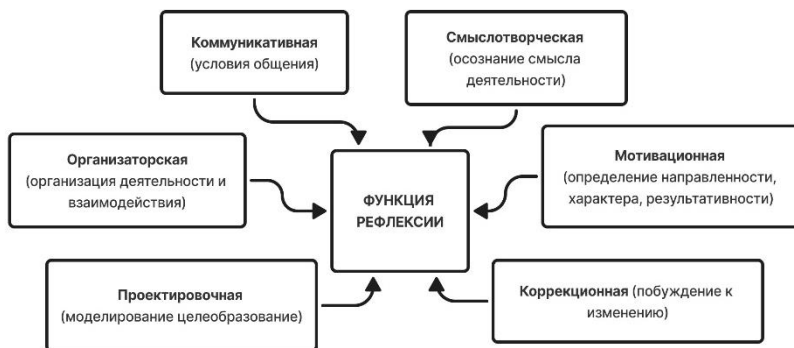 Коммуникативная
(условия общения)
Смыслотворческая
(осознание смысла
деятельности)
Организаторская
(организация деятельности и
взаимодействия)
ФУНКЦИЯ
РЕФЛЕКСИИ
Мотивационная
(определение направленности,
характера, результативности)
Проектировочная
(моделирование целеобразование)
Коррекционная (побуждение к
изменению)